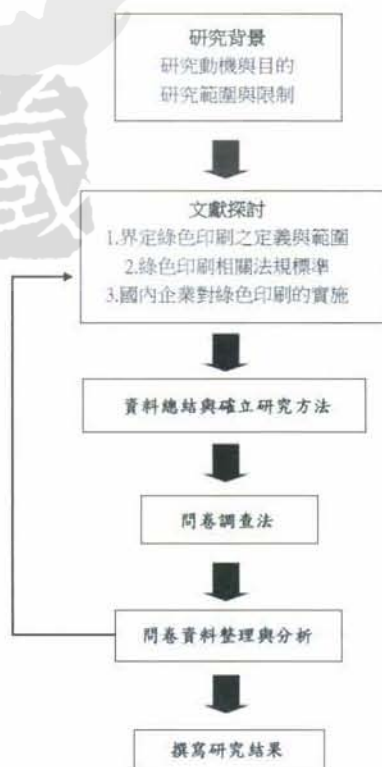 研究背景
研究動機與目的
研究範圍與限制
文獻探討
1.界定綠色印刷之定義與範圍
2.綠色印刷相關法規標準
3.國內企業對綠色印刷的實施
資料總結與確立研究方法
問卷調查法
問卷資料整理與分析
撰寫研究結果